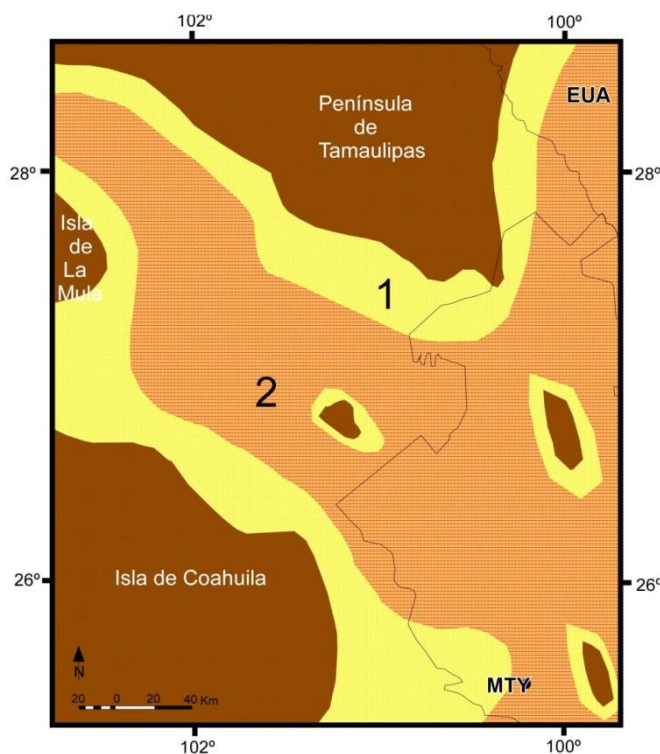 102º 100º
Península
de
Tamaulipas
EUA
28º 28º
Isla
de
La
Mula
1
2
26º 26º
Isla de Coahuila
N
20 0 20 40 Km
MTY
102º 100º